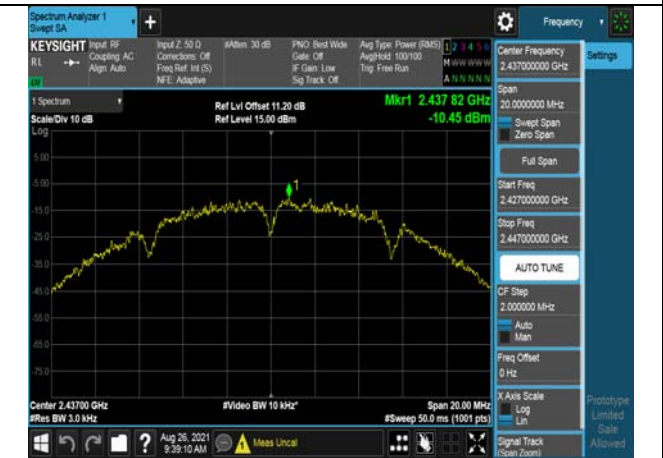 Spectrum Analyzer 1
Swept SA
Frequency
KEYSIGHT
RL
Input: RF
Coupling: AC
Align: Auto
Input Z: 50 Ω
Corrections: Off
Freq Ref: Int (S)
NFE: Adaptive
#Atten: 30 dB
PNO: Best Wide
Gate: Off
IF Gain: Low
Sig Track: Off
Avg Type: Power (RMS)
Avg|Hold: 100/100
Trig: Free Run
1 2 3 4 5 6
M W W W W W
A N N N N N
1 Spectrum
Scale/Div 10 dB
Log
Ref Lvl Offset 11.20 dB
Ref Level 15.00 dBm
Mkr1 2.437 82 GHz
-10.45 dBm
1
5.00
-5.00
-15.0
-25.0
-35.0
-45.0
-55.0
-65.0
-75.0
Center 2.43700 GHz
#Res BW 3.0 kHz
#Video BW 10 kHz*
Span 20.00 MHz
#Sweep 50.0 ms (1001 pts)
Aug 26, 2021
9:39:10 AM
Meas Uncal
Center Frequency
2.437000000 GHz
Settings
Span
20.0000000 MHz
Swept Span
Zero Span
Full Span
Start Freq
2.427000000 GHz
Stop Freq
2.447000000 GHz
AUTO TUNE
CF Step
2.000000 MHz
Auto
Man
Freq Offset
0 Hz
X Axis Scale
Log
Lin
Signal Track
(Span Zoom)
Prototype
Limited
Sale
Allowed